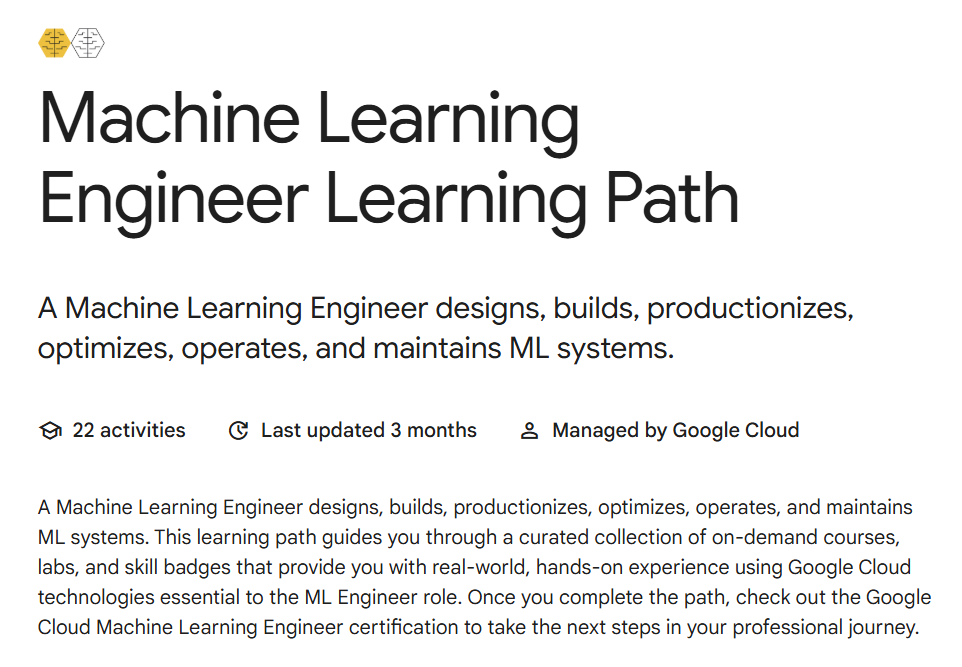 Machine Learning
Engineer Learning Path
A Machine Learning Engineer designs, builds, productionizes,
optimizes, operates, and maintains ML systems.
22 activities Last updated 3 months Managed by Google Cloud
A Machine Learning Engineer designs, builds, productionizes, optimizes, operates, and maintains
ML systems. This learning path guides you through a curated collection of on-demand courses,
labs, and skill badges that provide you with real-world, hands-on experience using Google Cloud
technologies essential to the ML Engineer role. Once you complete the path, check out the Google
Cloud Machine Learning Engineer certification to take the next steps in your professional journey.